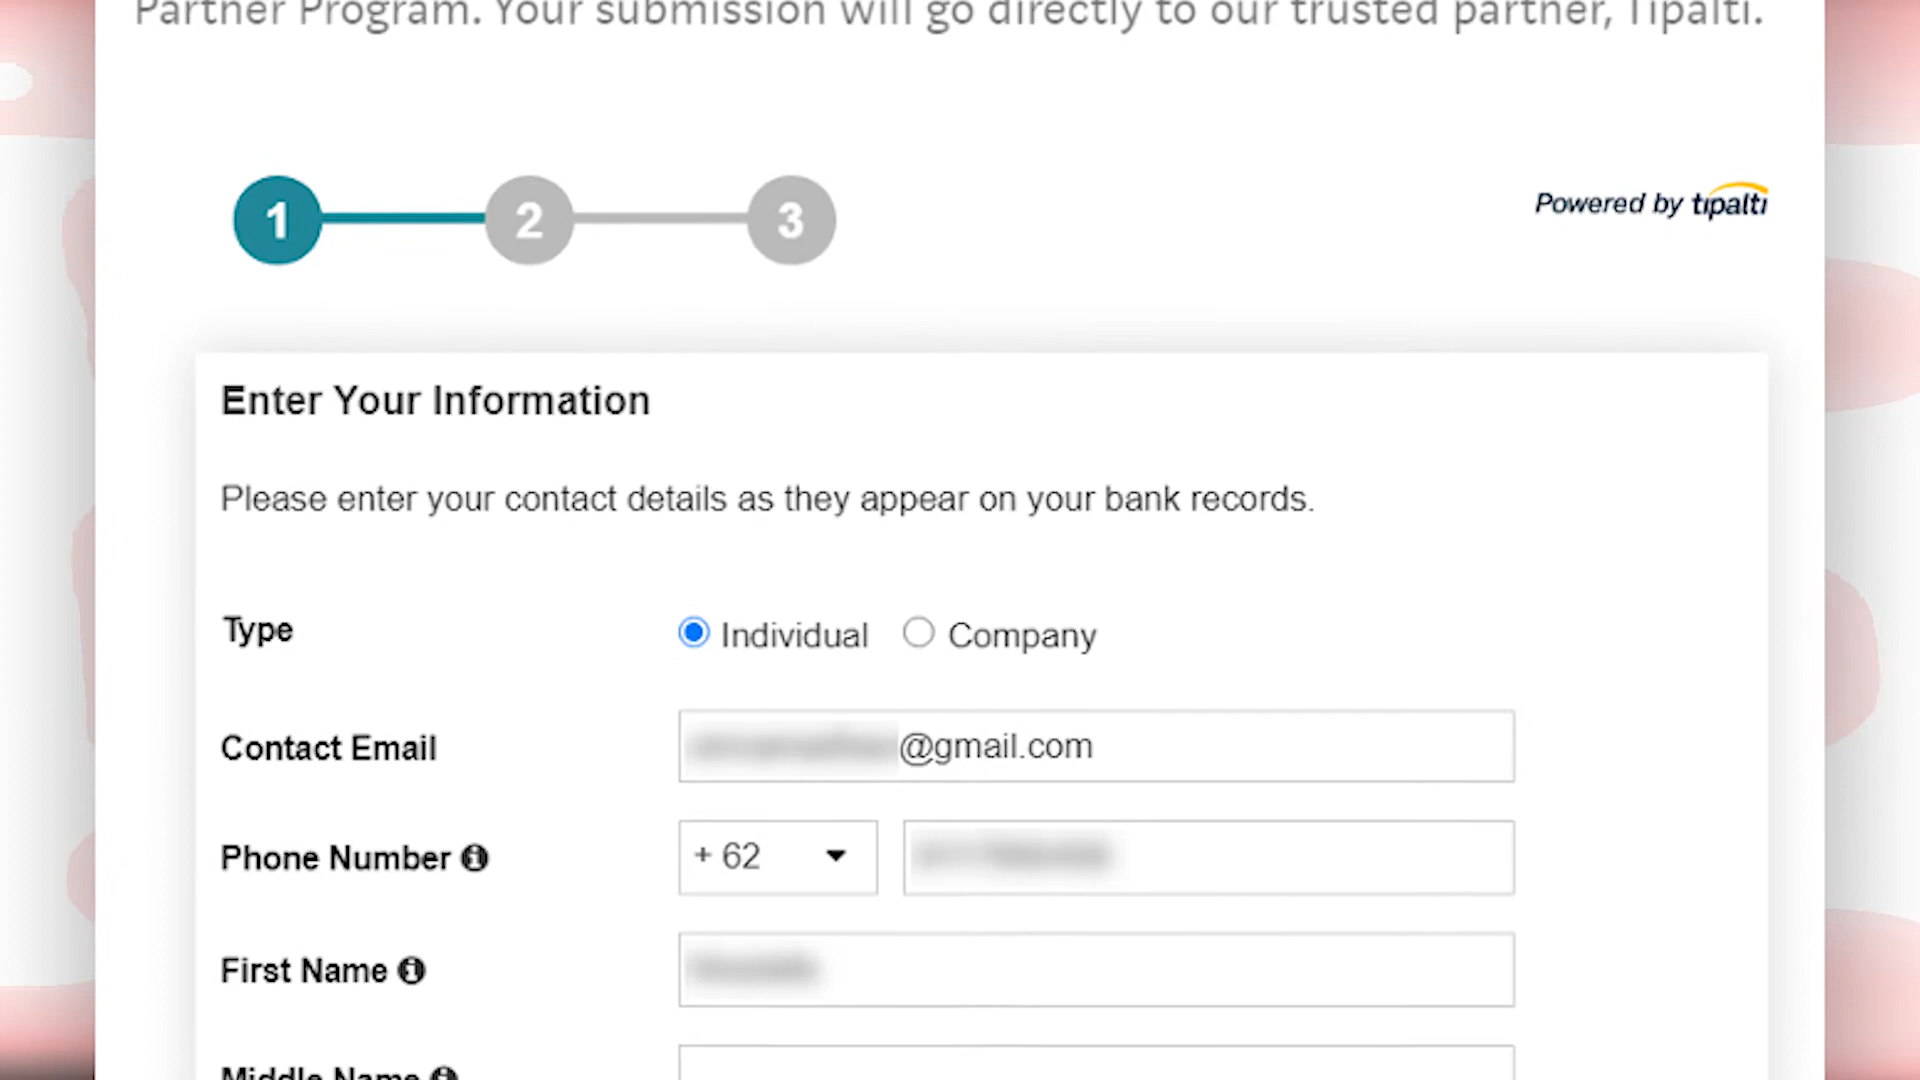 Partner Program. Your submission will go directly to our trusted partner, Tipalti.
1 2 3
Powered by tipalti
Enter Your Information
Please enter your contact details as they appear on your bank records.
Type Individual Company
Contact Email @gmail.com
Phone Number + 62
First Name
Middle Name